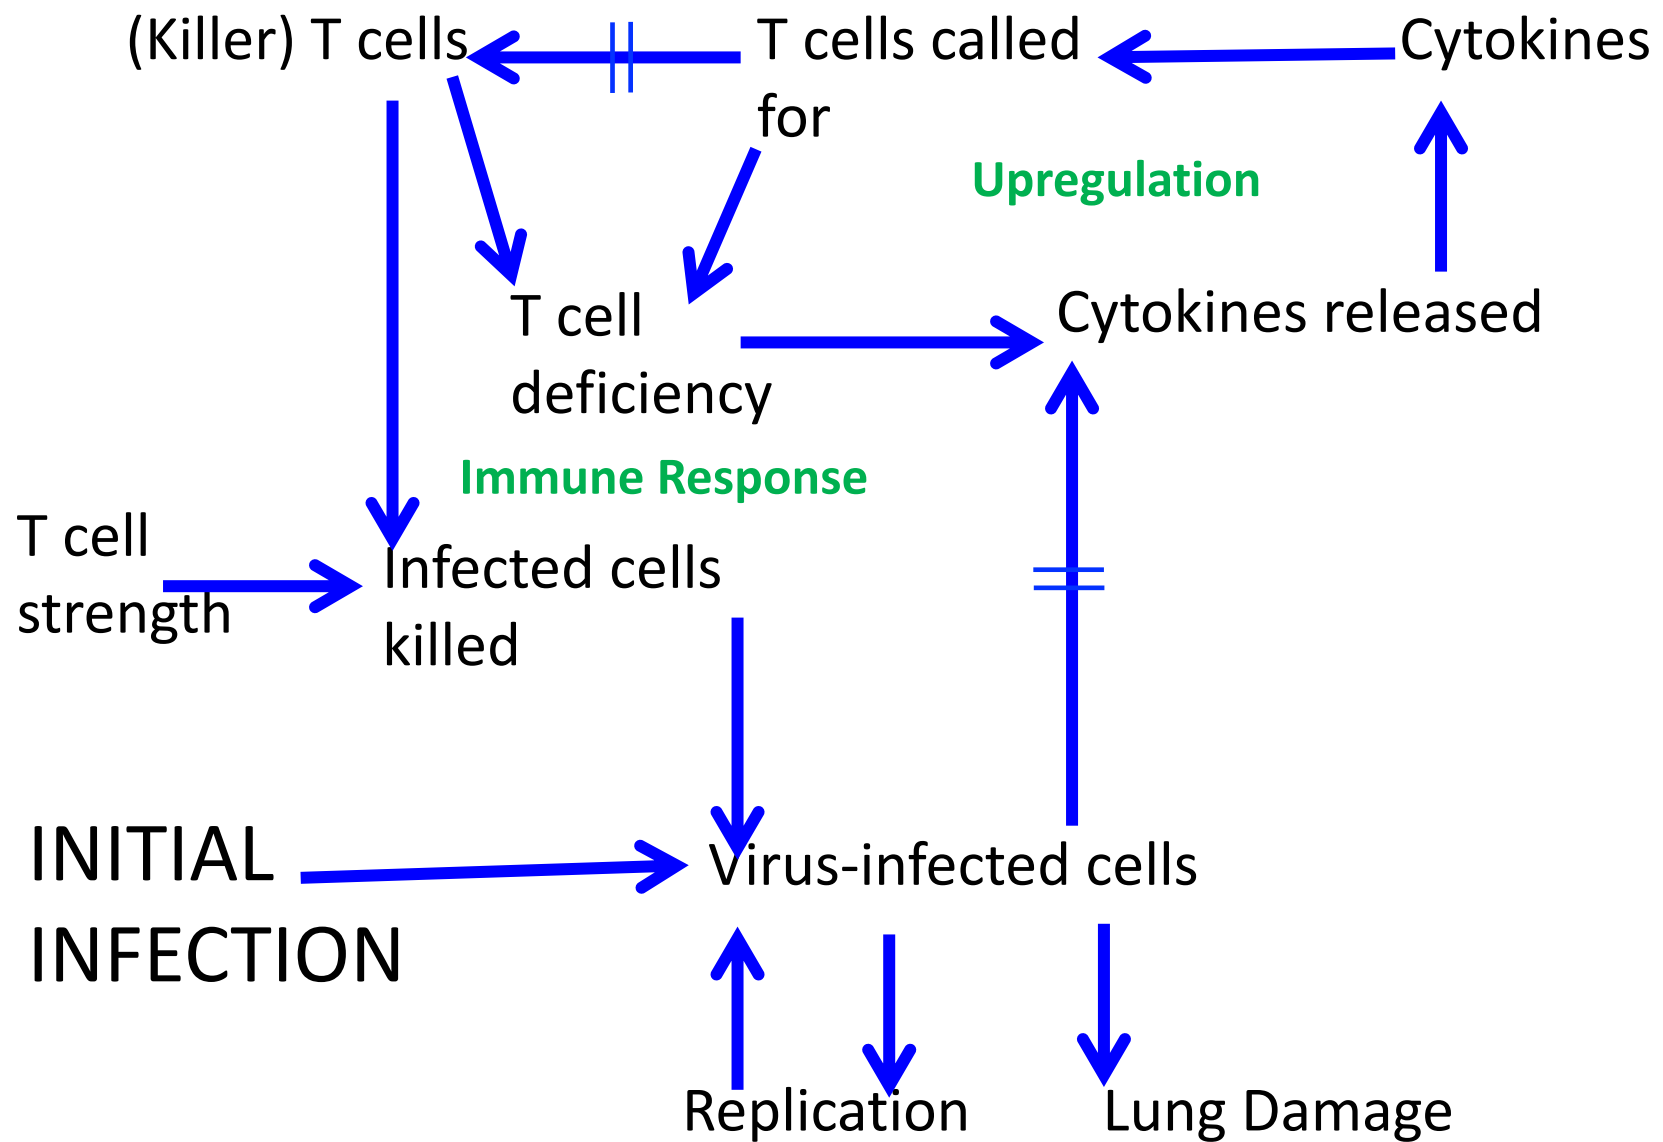 (Killer) T cells
T cells called
for
Cytokines
Upregulation
T cell
deficiency
Cytokines released
Immune Response
T cell
strength
Infected cells
killed
INITIAL
INFECTION
Virus-infected cells
Replication
Lung Damage